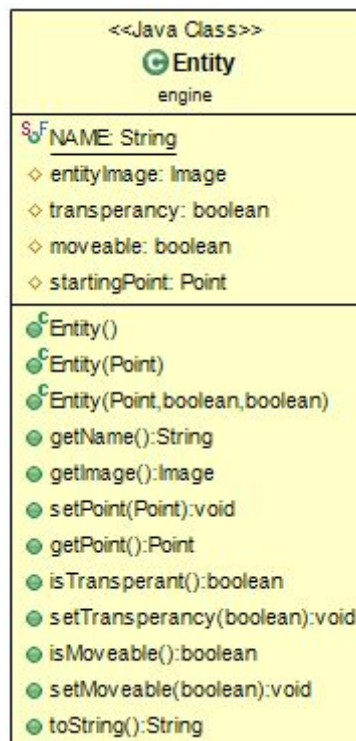 <<Java Class>>
C Entity
engine
S F NAME: String
entityImage: Image
transperancy: boolean
moveable: boolean
startingPoint: Point
C Entity()
C Entity(Point)
C Entity(Point,boolean,boolean)
getName():String
getImage():Image
setPoint(Point):void
getPoint():Point
isTransperant():boolean
setTransperancy(boolean):void
isMoveable():boolean
setMoveable(boolean):void
toString():String